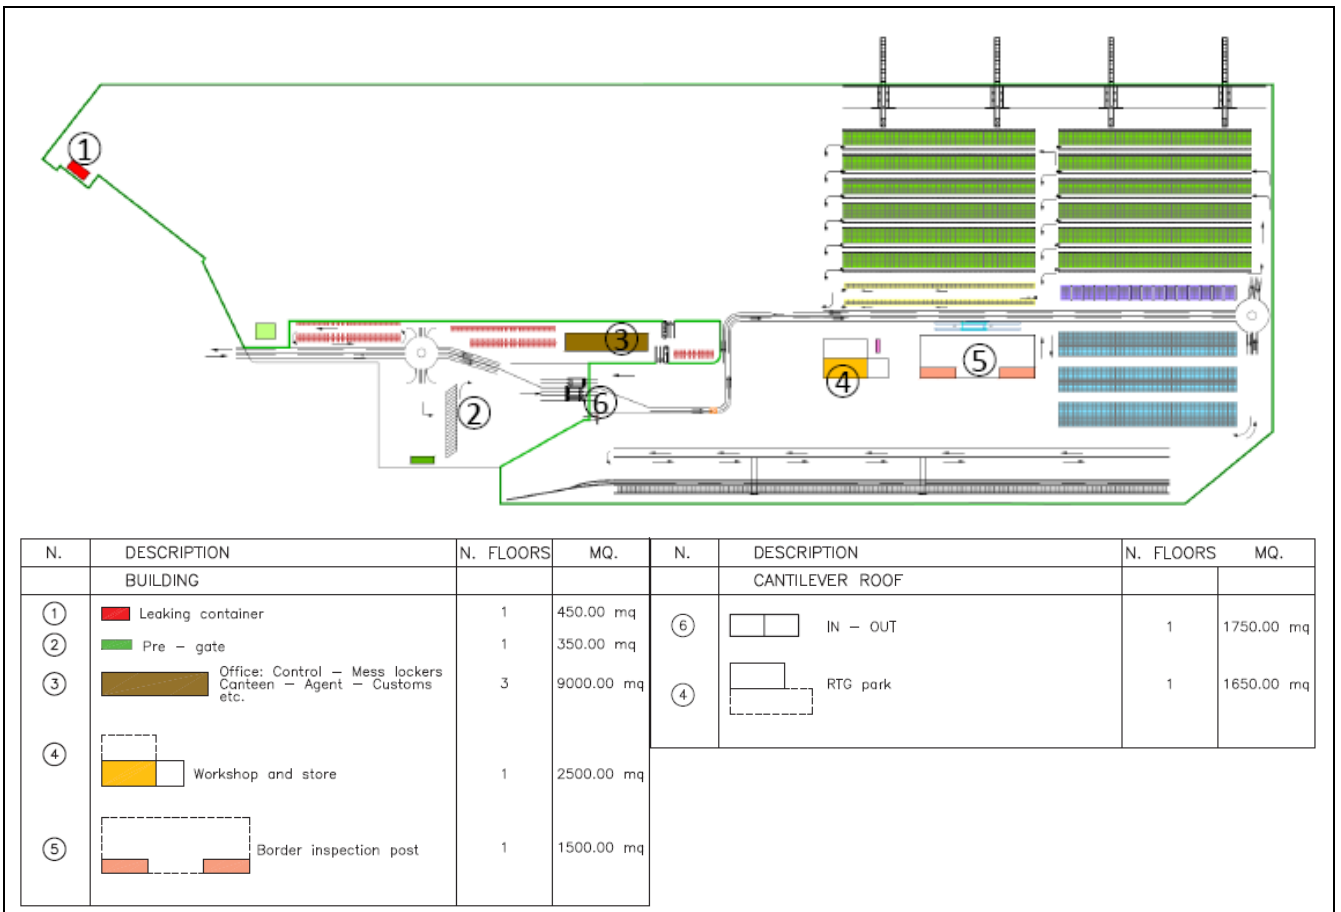 1
2
3
4
5
6
N. DESCRIPTION N. FLOORS MQ. N. DESCRIPTION N. FLOORS MQ.
BUILDING CANTILEVER ROOF
1 Leaking container 1 450.00 mq
2 Pre – gate 1 350.00 mq
3 Office: Control – Mess lockers
Canteen – Agent – Customs 3 9000.00 mq
etc.
4 Workshop and store 1 2500.00 mq
5 Border inspection post 1 1500.00 mq
6 IN – OUT 1 1750.00 mq
4 RTG park 1 1650.00 mq